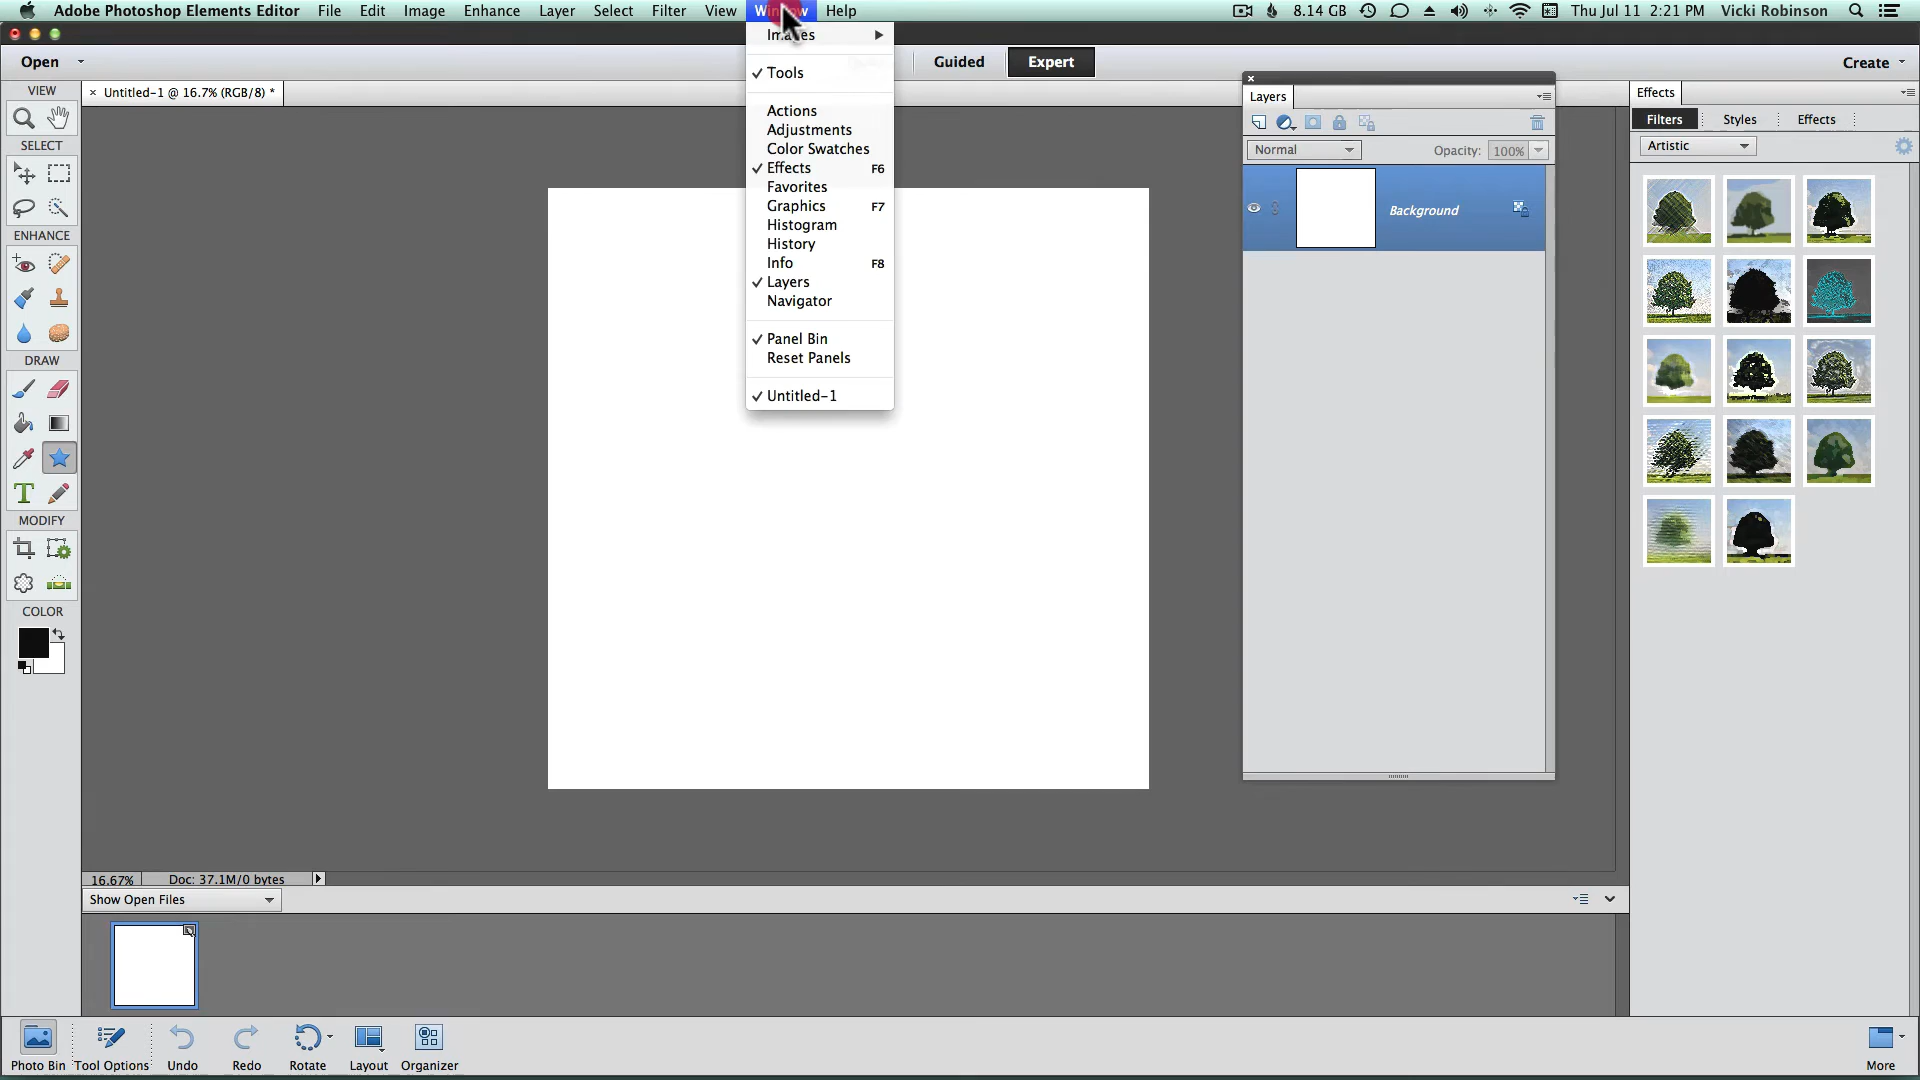 Adobe Photoshop Elements Editor File Edit Image Enhance Layer Select Filter View Window Help 8.14 GB Thu Jul 11 2:21 PM Vicki Robinson
Open Guided Expert Create
Images
Tools
Actions
Adjustments
Color Swatches
Effects F6
Favorites
Graphics F7
Histogram
History
Info F8
Layers
Navigator
Panel Bin
Reset Panels
Untitled-1
VIEW
SELECT
ENHANCE
DRAW
MODIFY
COLOR
× Untitled-1 @ 16.7% (RGB/8) *
Layers
Normal Opacity: 100%
Background
Effects
Filters Styles Effects
Artistic
16.67% Doc: 37.1M/0 bytes
Show Open Files
Photo Bin Tool Options Undo Redo Rotate Layout Organizer More